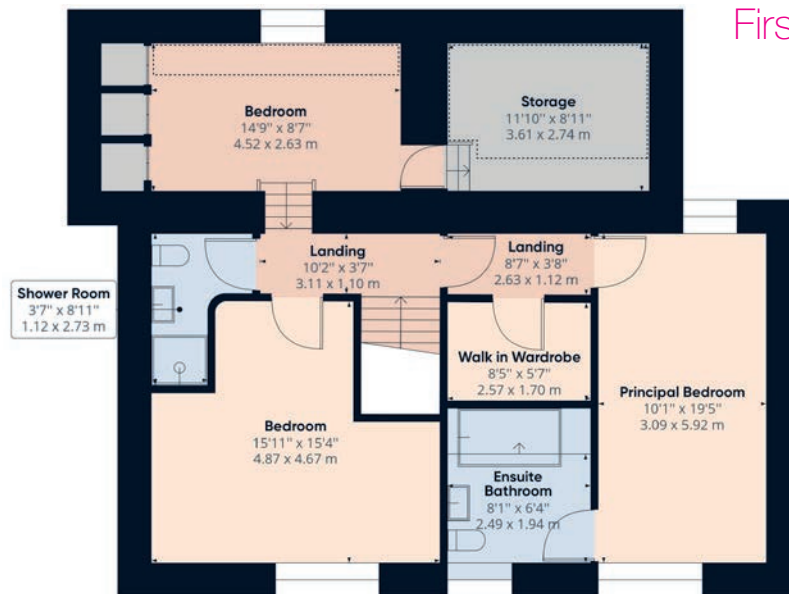 Firs
Bedroom
14'9" x 8'7"
4.52 x 2.63 m
Storage
11'10" x 8'11"
3.61 x 2.74 m
Landing
10'2" x 3'7"
3.11 x 1.10 m
Landing
8'7" x 3'8"
2.63 x 1.12 m
Shower Room
3'7" x 8'11"
1.12 x 2.73 m
Walk in Wardrobe
8'5" x 5'7"
2.57 x 1.70 m
Principal Bedroom
10'1" x 19'5"
3.09 x 5.92 m
Bedroom
15'11" x 15'4"
4.87 x 4.67 m
Ensuite
Bathroom
8'1" x 6'4"
2.49 x 1.94 m